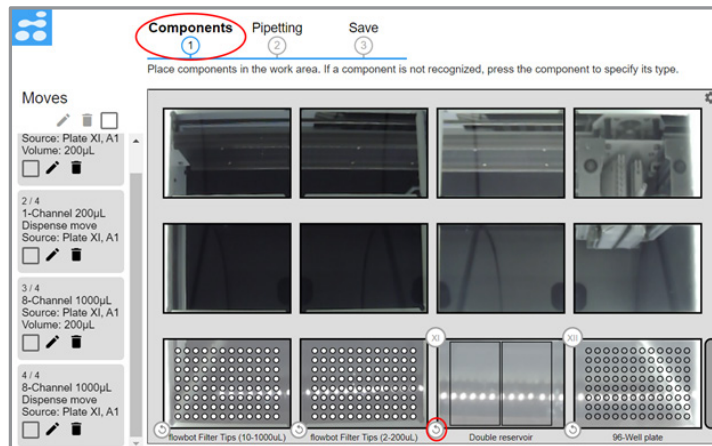 Components
Pipetting
Save
1
2
3
Place components in the work area. If a component is not recognized, press the component to specify its type.
Moves
Source: Plate XI, A1
Volume: 200µL
2 / 4
1-Channel 200µL
Dispense move
Source: Plate XI, A1
3 / 4
8-Channel 1000µL
Source: Plate XI, A1
Volume: 200µL
4 / 4
8-Channel 1000µL
Dispense move
Source: Plate XI, A1
XI
XII
flowbot Filter Tips (10-1000uL)
flowbot Filter Tips (2-200uL)
Double reservoir
96-Well plate